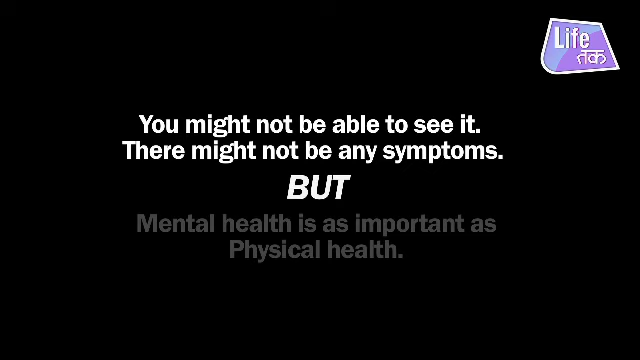 Life
तक
You might not be able to see it.
There might not be any symptoms.
BUT
Mental health is as important as
Physical health.